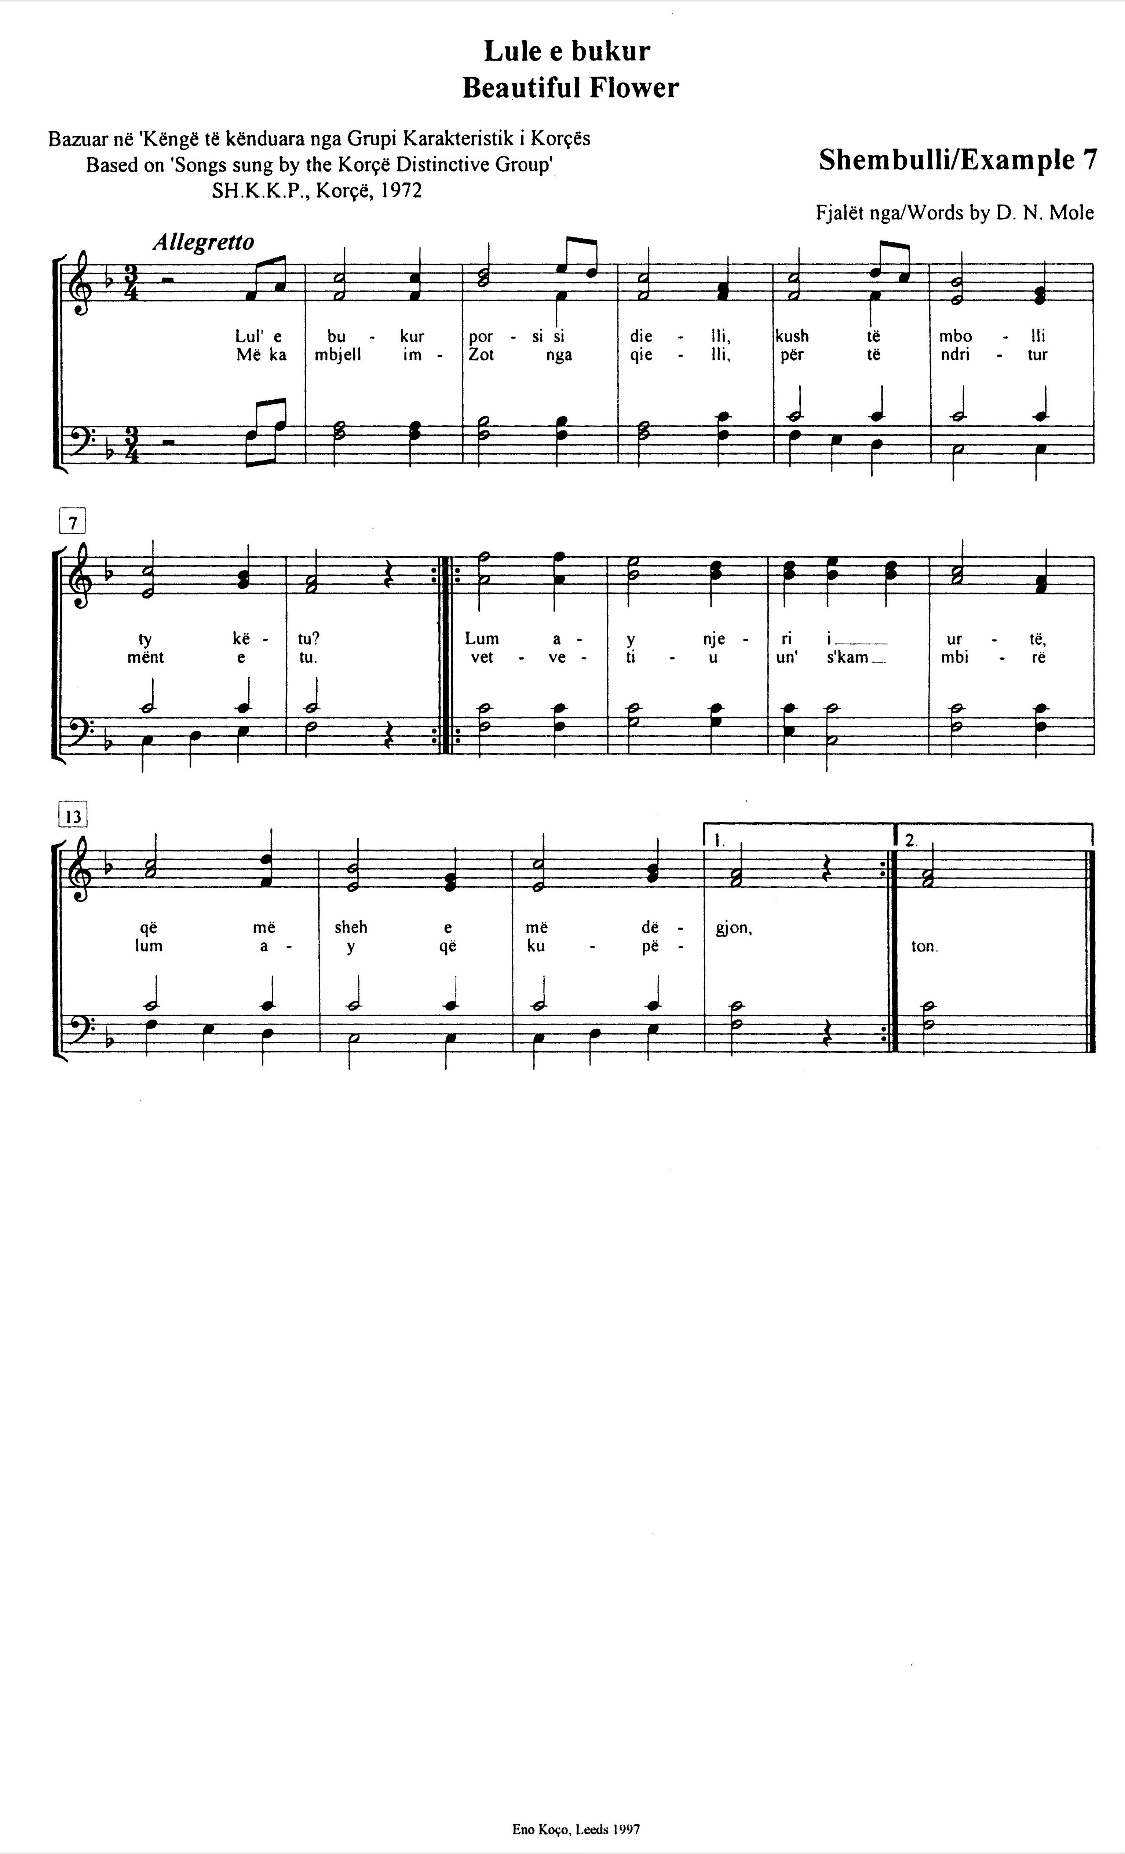 Lule e bukur
Beautiful Flower
Bazuar në 'Këngë të kënduara nga Grupi Karakteristik i Korçës
Based on 'Songs sung by the Korçë Distinctive Group'
SH.K.K.P., Korçë, 1972
Shembulli/Example 7
Fjalët nga/Words by D. N. Mole
Allegretto
3 4
Lul' e bu - kur por - si si die - lli, kush të mbo - lli
Më ka mbjell im - Zot nga qie - lli, për të ndri - tur
3 4
7
ty kë - tu? Lum a - y nje - ri i ur - të,
mënt e tu. vet - ve - ti - u un' s'kam mbi - rë
13
1. 2.
që më sheh e më dë - gjon,
lum a - y që ku - pë - ton.
Eno Koço, Leeds 1997